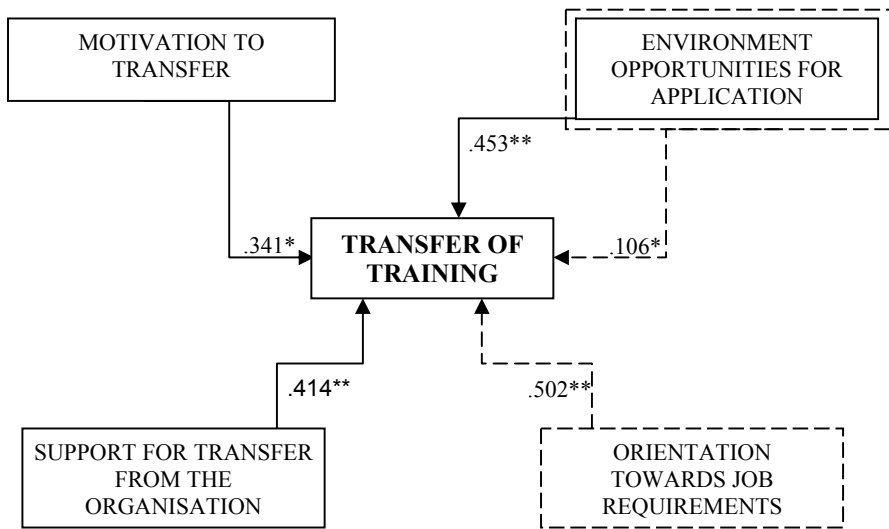 MOTIVATION TO
TRANSFER
ENVIRONMENT
OPPORTUNITIES FOR
APPLICATION
.453**
.341*
TRANSFER OF
TRAINING
.106*
.414**
.502**
SUPPORT FOR TRANSFER
FROM THE
ORGANISATION
ORIENTATION
TOWARDS JOB
REQUIREMENTS